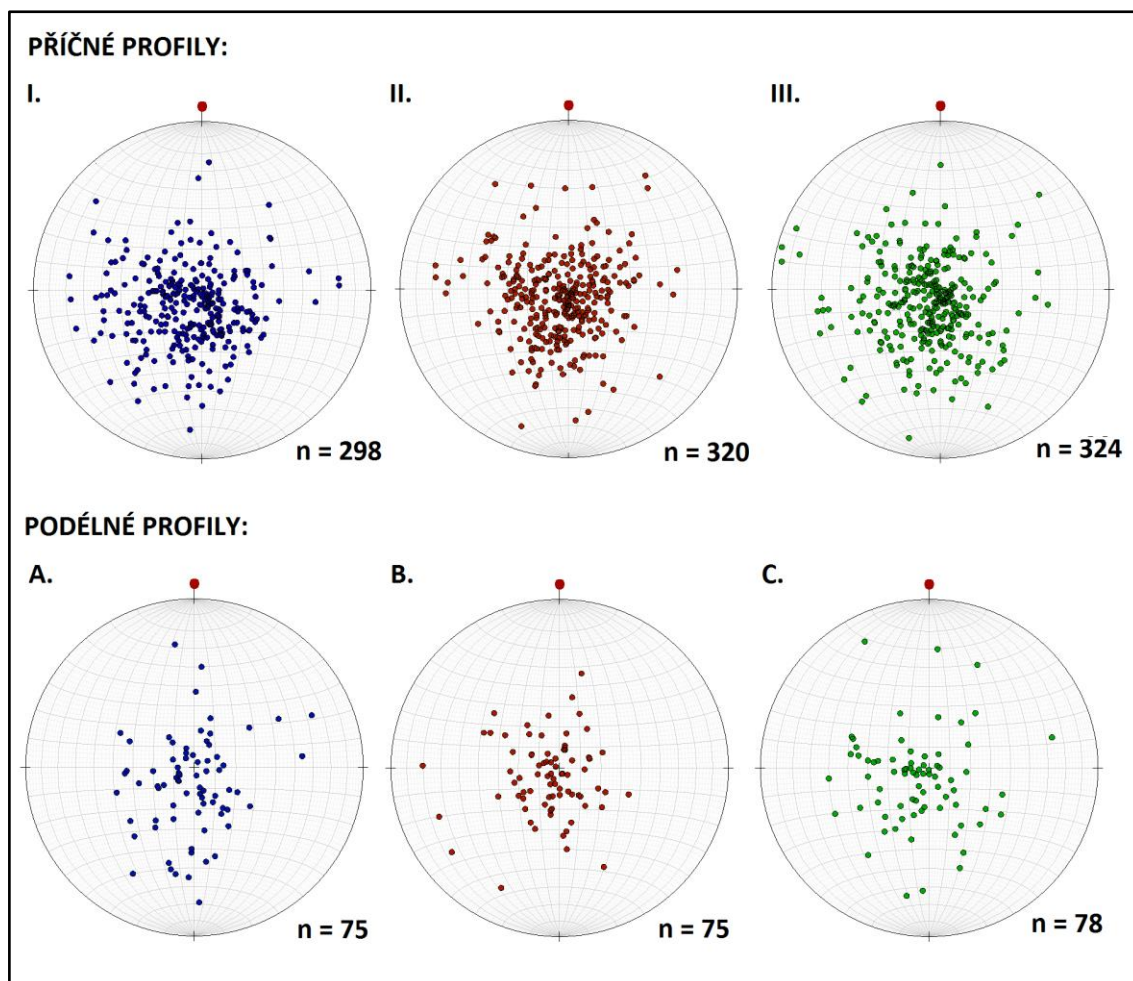 PŘÍČNÉ PROFILY:
I. II. III.
n = 298 n = 320 n = 324
PODÉLNÉ PROFILY:
A. B. C.
n = 75 n = 75 n = 78